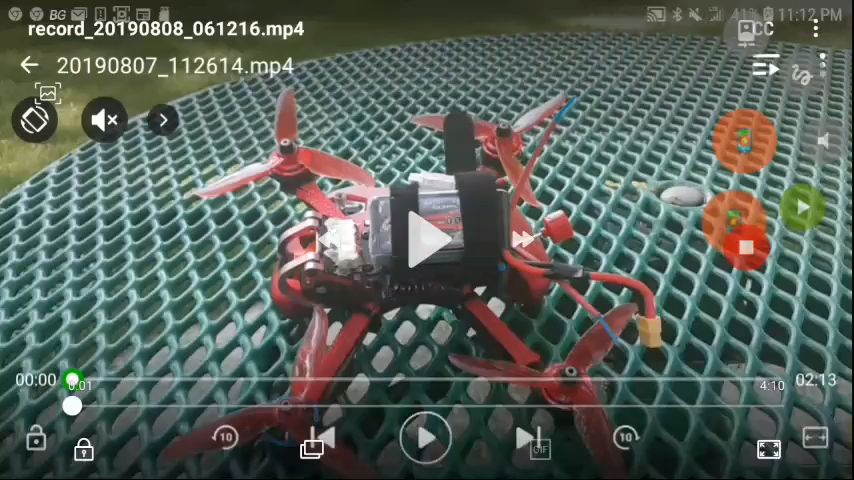 BG 41% 11:12 PM
record_20190808_061216.mp4
CC
20190807_112614.mp4
00:00 0:01 4:10 02:13
10 10
GIF